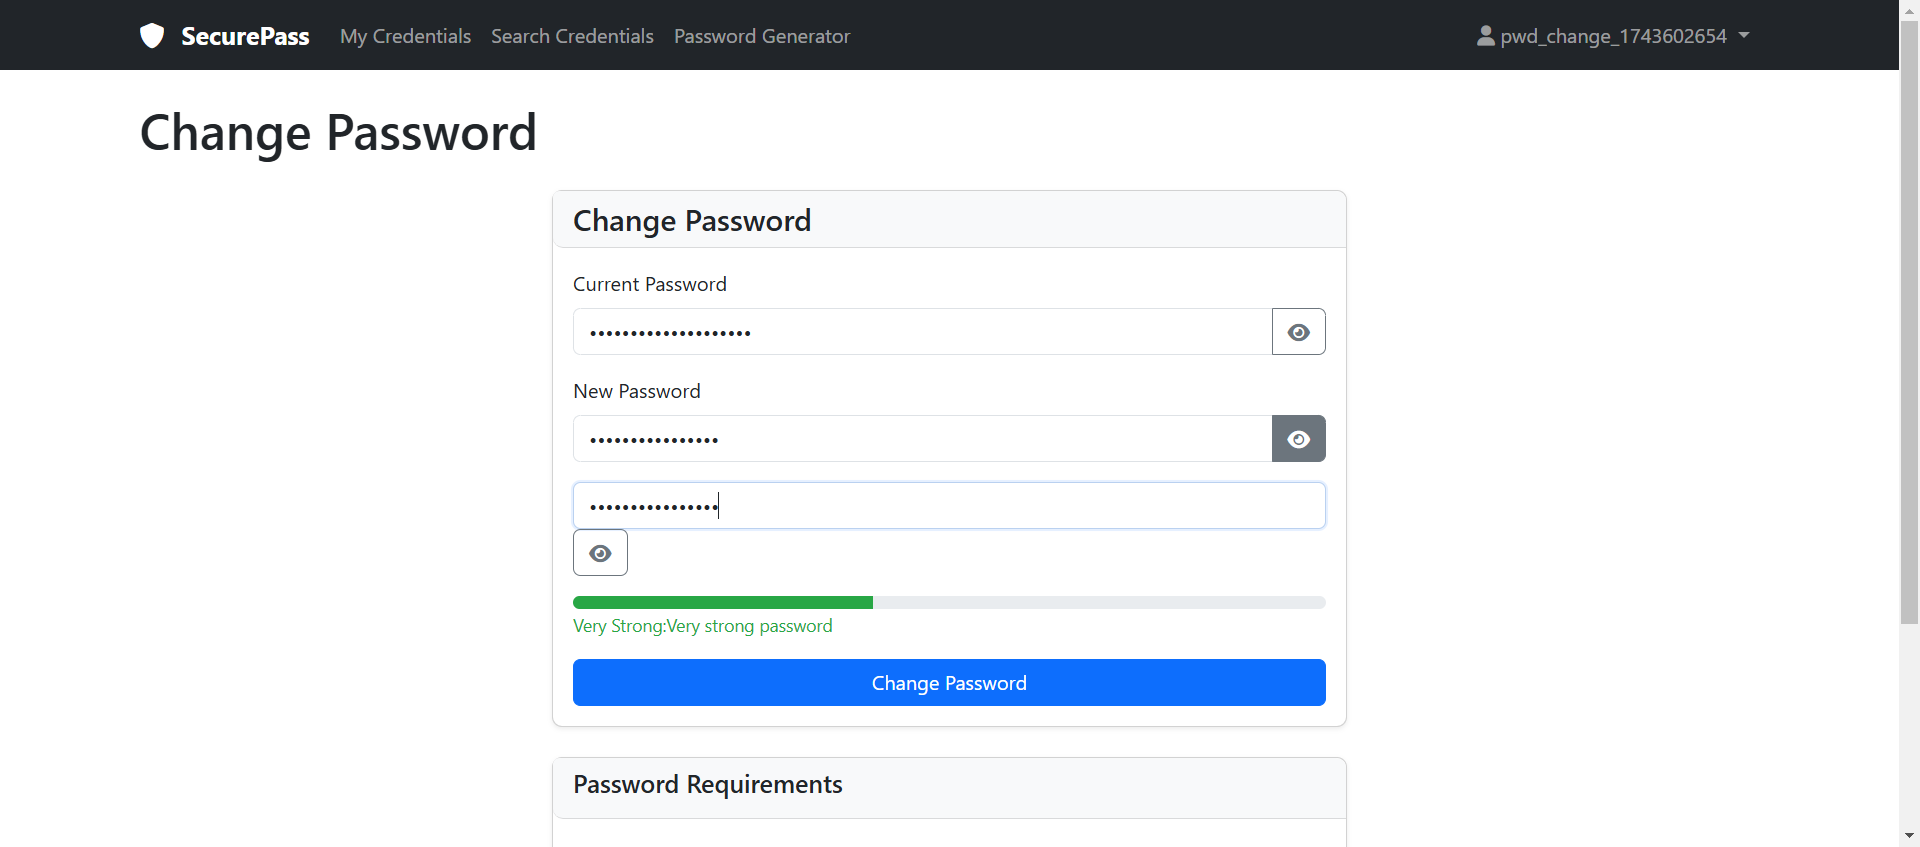 SecurePass My Credentials Search Credentials Password Generator pwd_change_1743602654
Change Password
Change Password
Current Password
••••••••••••••••••••
New Password
••••••••••••••••
••••••••••••••••
Very Strong:Very strong password
Change Password
Password Requirements